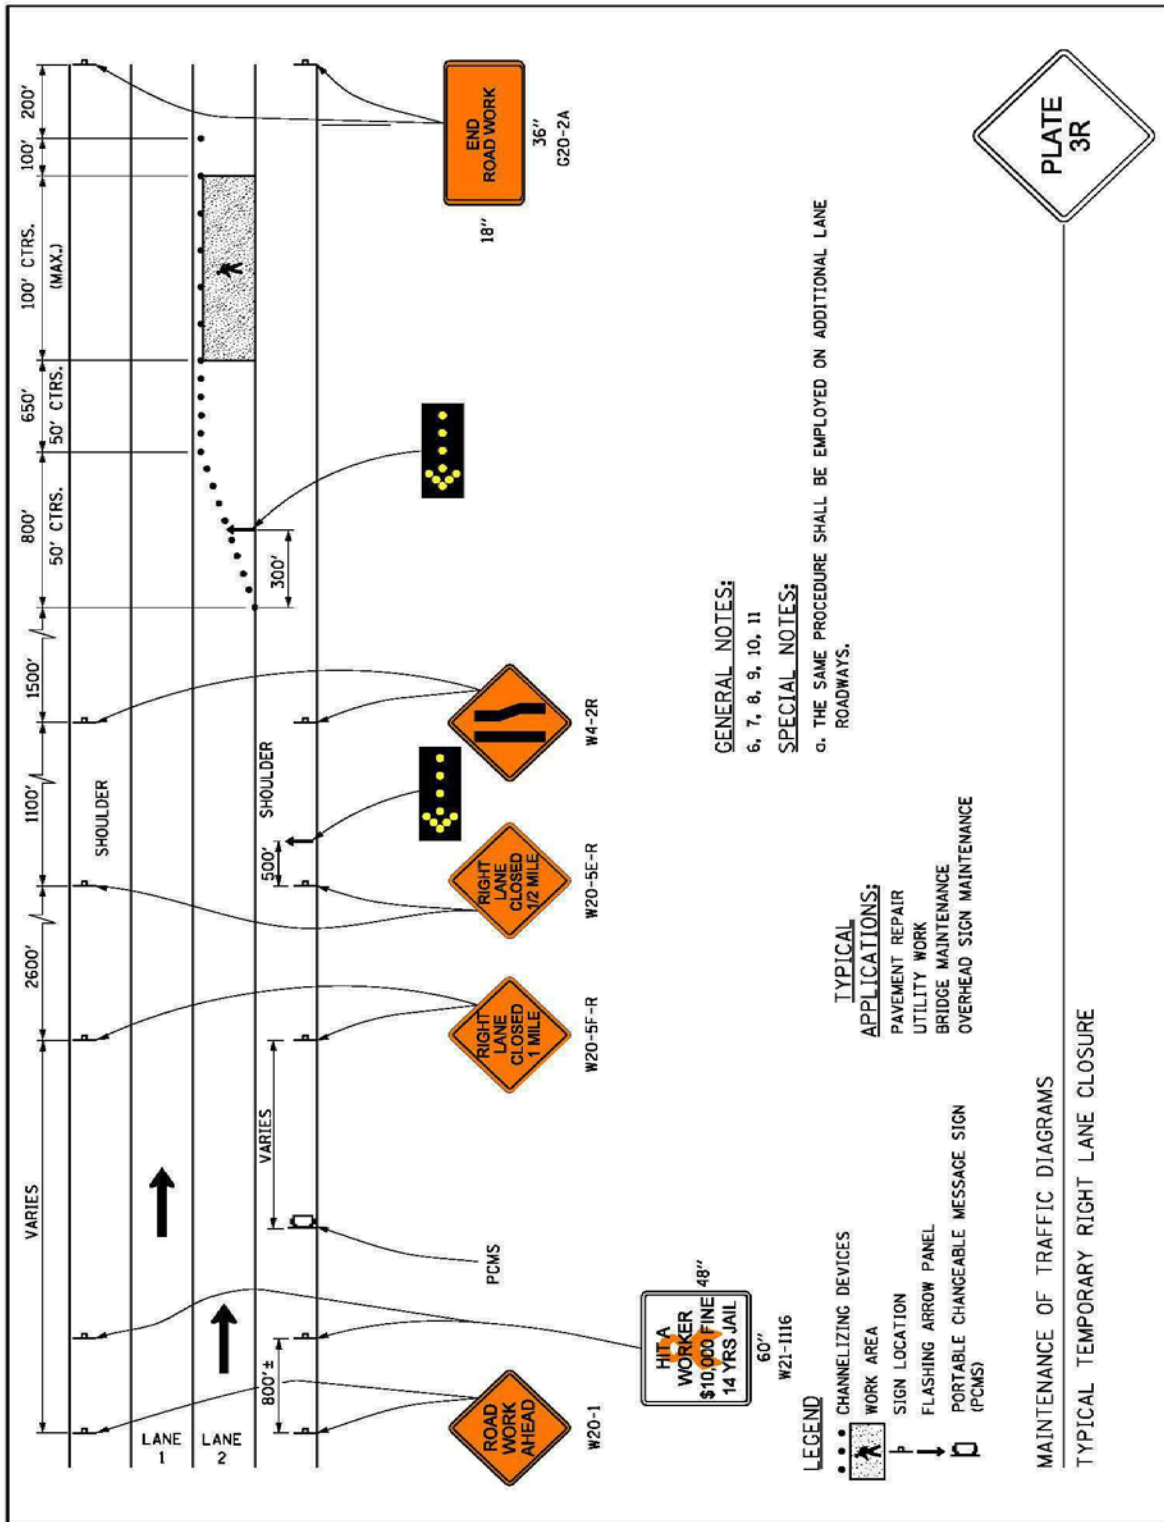 VARIES
2600'
1100'
1500'
800'
650'
100' CTRS.
100'
200'
50' CTRS.
50' CTRS.
(MAX.)
SHOULDER
LANE
1
LANE
2
SHOULDER
800'±
VARIES
500'
300'
PCMS
ROAD
WORK
AHEAD
W20-1
HIT A
WORKER
$10,000 FINE
14 YRS JAIL
48"
60"
W21-I116
RIGHT
LANE
CLOSED
1 MILE
W20-5F-R
RIGHT
LANE
CLOSED
1/2 MILE
W20-5E-R
W4-2R
END
ROAD WORK
18"
36"
G20-2A
LEGEND
CHANNELIZING DEVICES
WORK AREA
SIGN LOCATION
FLASHING ARROW PANEL
PORTABLE CHANGEABLE MESSAGE SIGN
(PCMS)
TYPICAL
APPLICATIONS:
PAVEMENT REPAIR
UTILITY WORK
BRIDGE MAINTENANCE
OVERHEAD SIGN MAINTENANCE
GENERAL NOTES:
6, 7, 8, 9, 10, 11
SPECIAL NOTES:
a. THE SAME PROCEDURE SHALL BE EMPLOYED ON ADDITIONAL LANE
ROADWAYS.
MAINTENANCE OF TRAFFIC DIAGRAMS
TYPICAL TEMPORARY RIGHT LANE CLOSURE
PLATE
3R